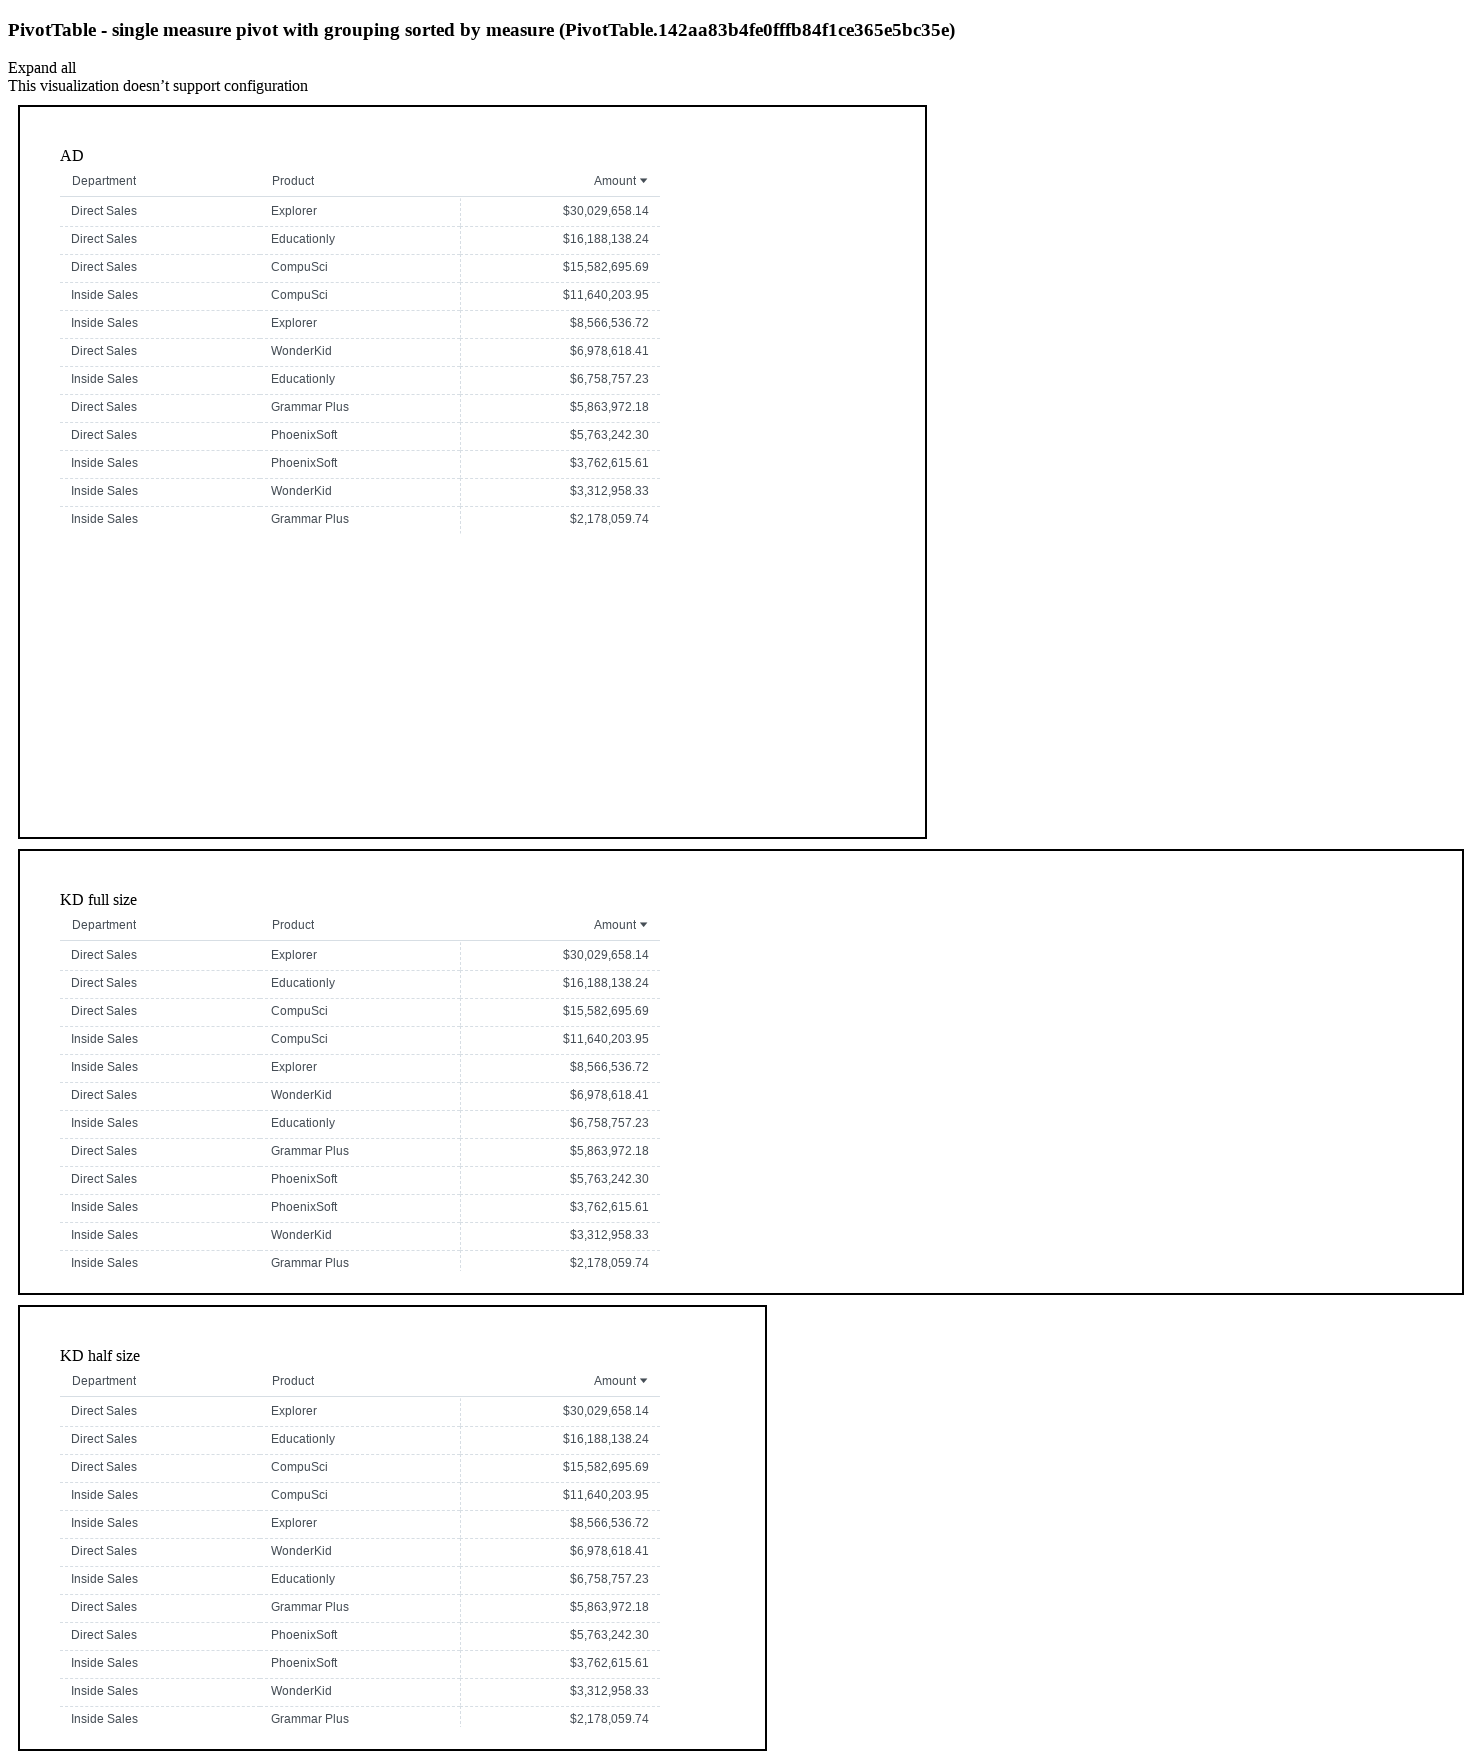 PivotTable - single measure pivot with grouping sorted by measure (PivotTable.142aa83b4fe0fffb84f1ce365e5bc35e)
Expand all
This visualization doesn’t support configuration
AD
Department Product Amount
Direct Sales Explorer $30,029,658.14
Direct Sales Educationly $16,188,138.24
Direct Sales CompuSci $15,582,695.69
Inside Sales CompuSci $11,640,203.95
Inside Sales Explorer $8,566,536.72
Direct Sales WonderKid $6,978,618.41
Inside Sales Educationly $6,758,757.23
Direct Sales Grammar Plus $5,863,972.18
Direct Sales PhoenixSoft $5,763,242.30
Inside Sales PhoenixSoft $3,762,615.61
Inside Sales WonderKid $3,312,958.33
Inside Sales Grammar Plus $2,178,059.74
KD full size
Department Product Amount
Direct Sales Explorer $30,029,658.14
Direct Sales Educationly $16,188,138.24
Direct Sales CompuSci $15,582,695.69
Inside Sales CompuSci $11,640,203.95
Inside Sales Explorer $8,566,536.72
Direct Sales WonderKid $6,978,618.41
Inside Sales Educationly $6,758,757.23
Direct Sales Grammar Plus $5,863,972.18
Direct Sales PhoenixSoft $5,763,242.30
Inside Sales PhoenixSoft $3,762,615.61
Inside Sales WonderKid $3,312,958.33
Inside Sales Grammar Plus $2,178,059.74
KD half size
Department Product Amount
Direct Sales Explorer $30,029,658.14
Direct Sales Educationly $16,188,138.24
Direct Sales CompuSci $15,582,695.69
Inside Sales CompuSci $11,640,203.95
Inside Sales Explorer $8,566,536.72
Direct Sales WonderKid $6,978,618.41
Inside Sales Educationly $6,758,757.23
Direct Sales Grammar Plus $5,863,972.18
Direct Sales PhoenixSoft $5,763,242.30
Inside Sales PhoenixSoft $3,762,615.61
Inside Sales WonderKid $3,312,958.33
Inside Sales Grammar Plus $2,178,059.74